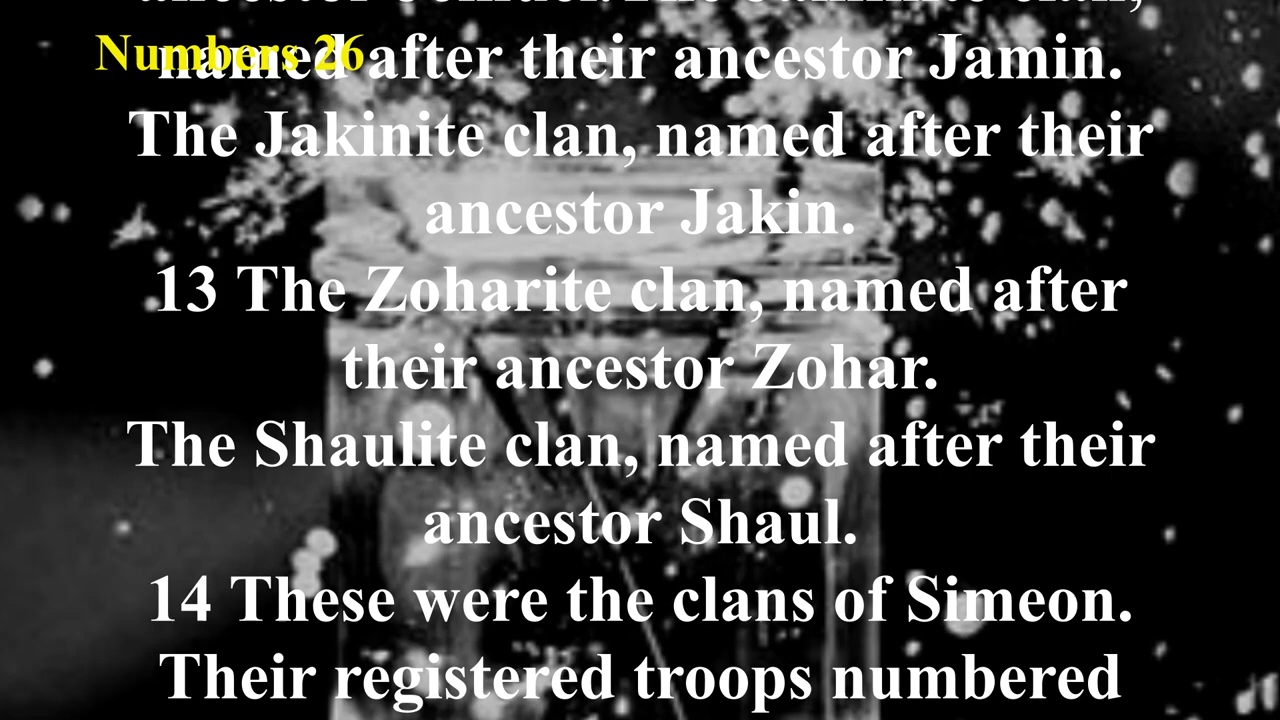 Numbers 26
named after their ancestor Jamin.
The Jakinite clan, named after their
ancestor Jakin.
13 The Zoharite clan, named after
their ancestor Zohar.
The Shaulite clan, named after their
ancestor Shaul.
14 These were the clans of Simeon.
Their registered troops numbered